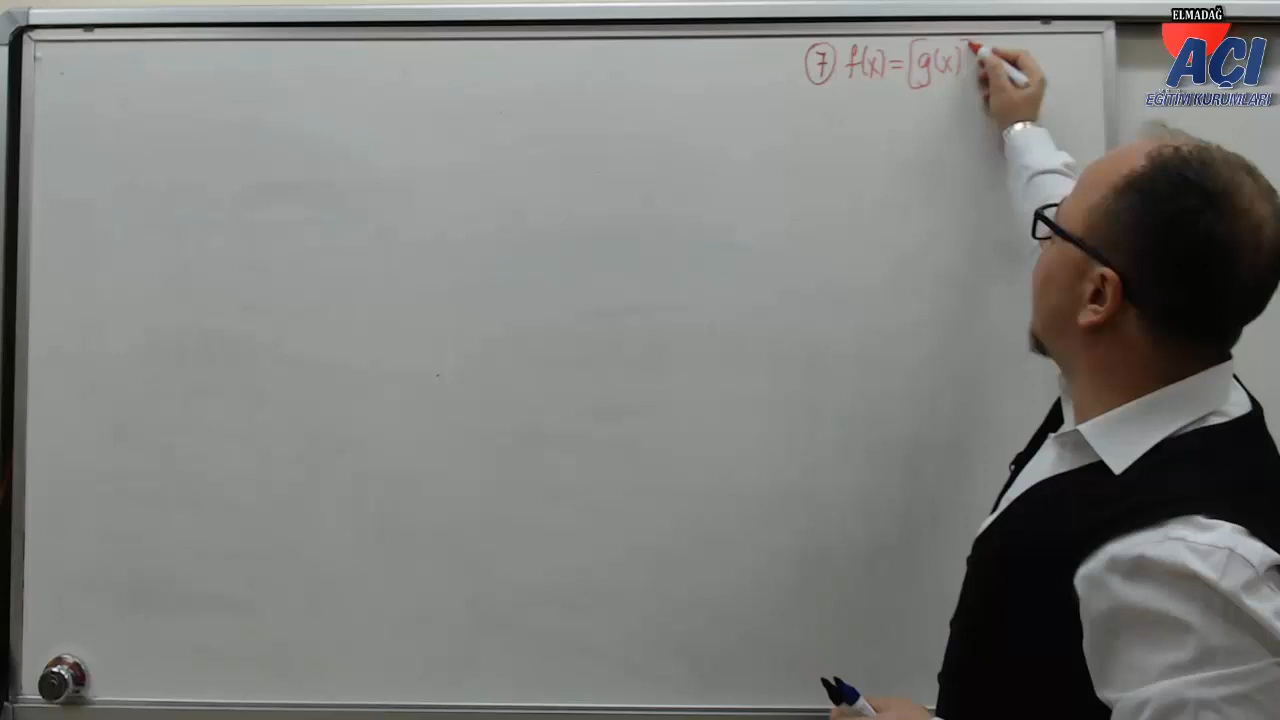 ELMADAĞ
AÇI
EĞİTİM KURUMLARI
⑦ f(x) = [g(x)